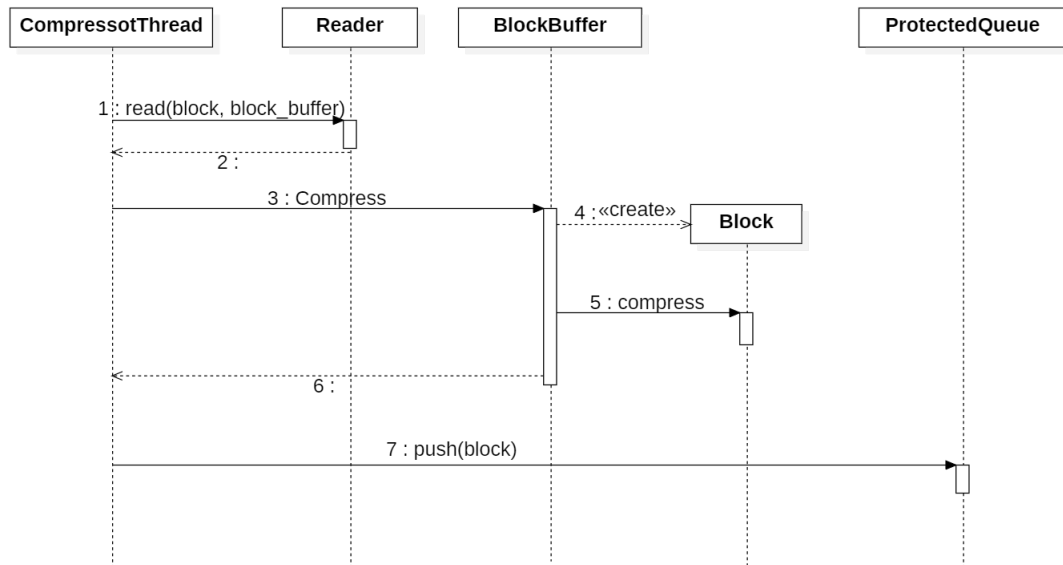 CompressotThread
Reader
BlockBuffer
ProtectedQueue
1 : read(block, block_buffer)
2 :
3 : Compress
4 : «create»
Block
5 : compress
6 :
7 : push(block)